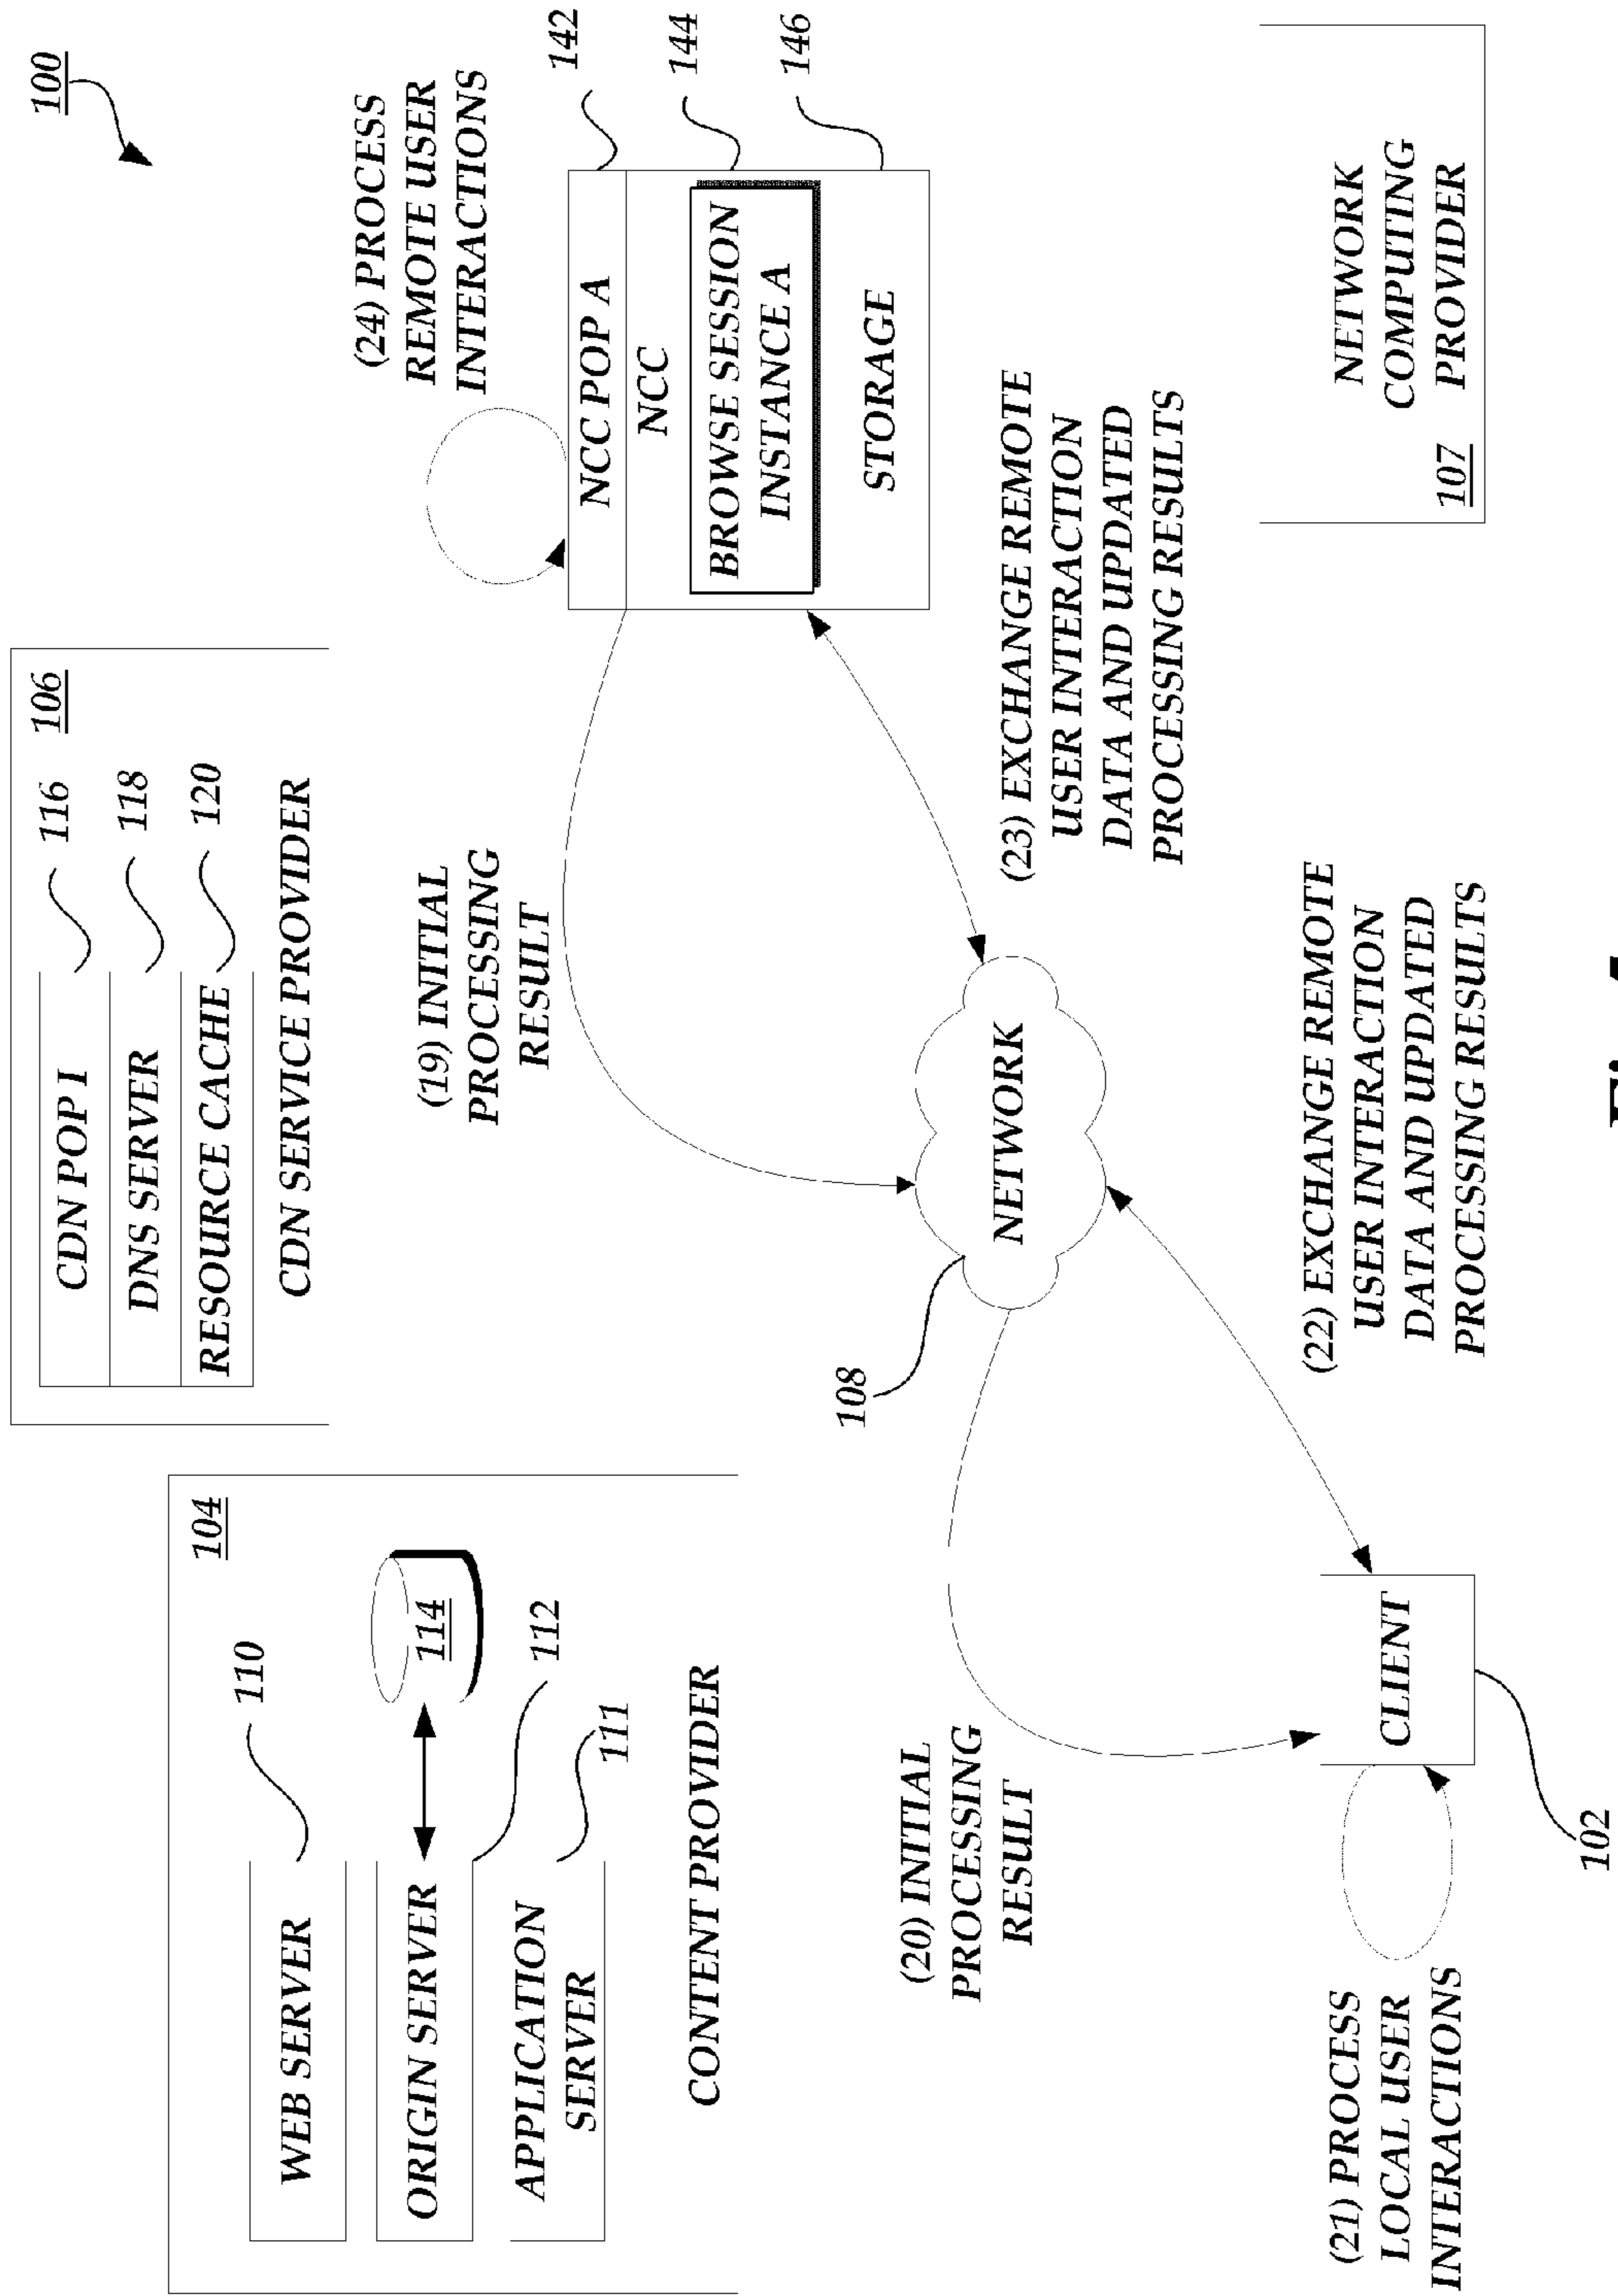 100
104
110
WEB SERVER
114
ORIGIN SERVER
112
APPLICATION
SERVER
111
CONTENT PROVIDER
106
CDN POP I
116
DNS SERVER
118
RESOURCE CACHE
120
CDN SERVICE PROVIDER
(24) PROCESS
REMOTE USER
INTERACTIONS
142
NCC POP A
NCC
144
BROWSE SESSION
INSTANCE A
146
STORAGE
(19) INITIAL
PROCESSING
RESULT
108
NETWORK
(20) INITIAL
PROCESSING
RESULT
(23) EXCHANGE REMOTE
USER INTERACTION
DATA AND UPDATED
PROCESSING RESULTS
(21) PROCESS
LOCAL USER
INTERACTIONS
CLIENT
102
(22) EXCHANGE REMOTE
USER INTERACTION
DATA AND UPDATED
PROCESSING RESULTS
NETWORK
COMPUTING
PROVIDER
107